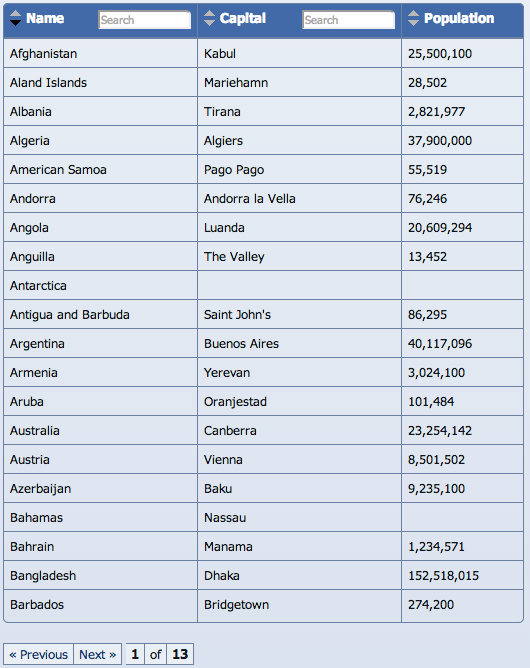 Name Search Capital Search Population
Afghanistan Kabul 25,500,100
Aland Islands Mariehamn 28,502
Albania Tirana 2,821,977
Algeria Algiers 37,900,000
American Samoa Pago Pago 55,519
Andorra Andorra la Vella 76,246
Angola Luanda 20,609,294
Anguilla The Valley 13,452
Antarctica
Antigua and Barbuda Saint John's 86,295
Argentina Buenos Aires 40,117,096
Armenia Yerevan 3,024,100
Aruba Oranjestad 101,484
Australia Canberra 23,254,142
Austria Vienna 8,501,502
Azerbaijan Baku 9,235,100
Bahamas Nassau
Bahrain Manama 1,234,571
Bangladesh Dhaka 152,518,015
Barbados Bridgetown 274,200
« Previous Next » 1 of 13